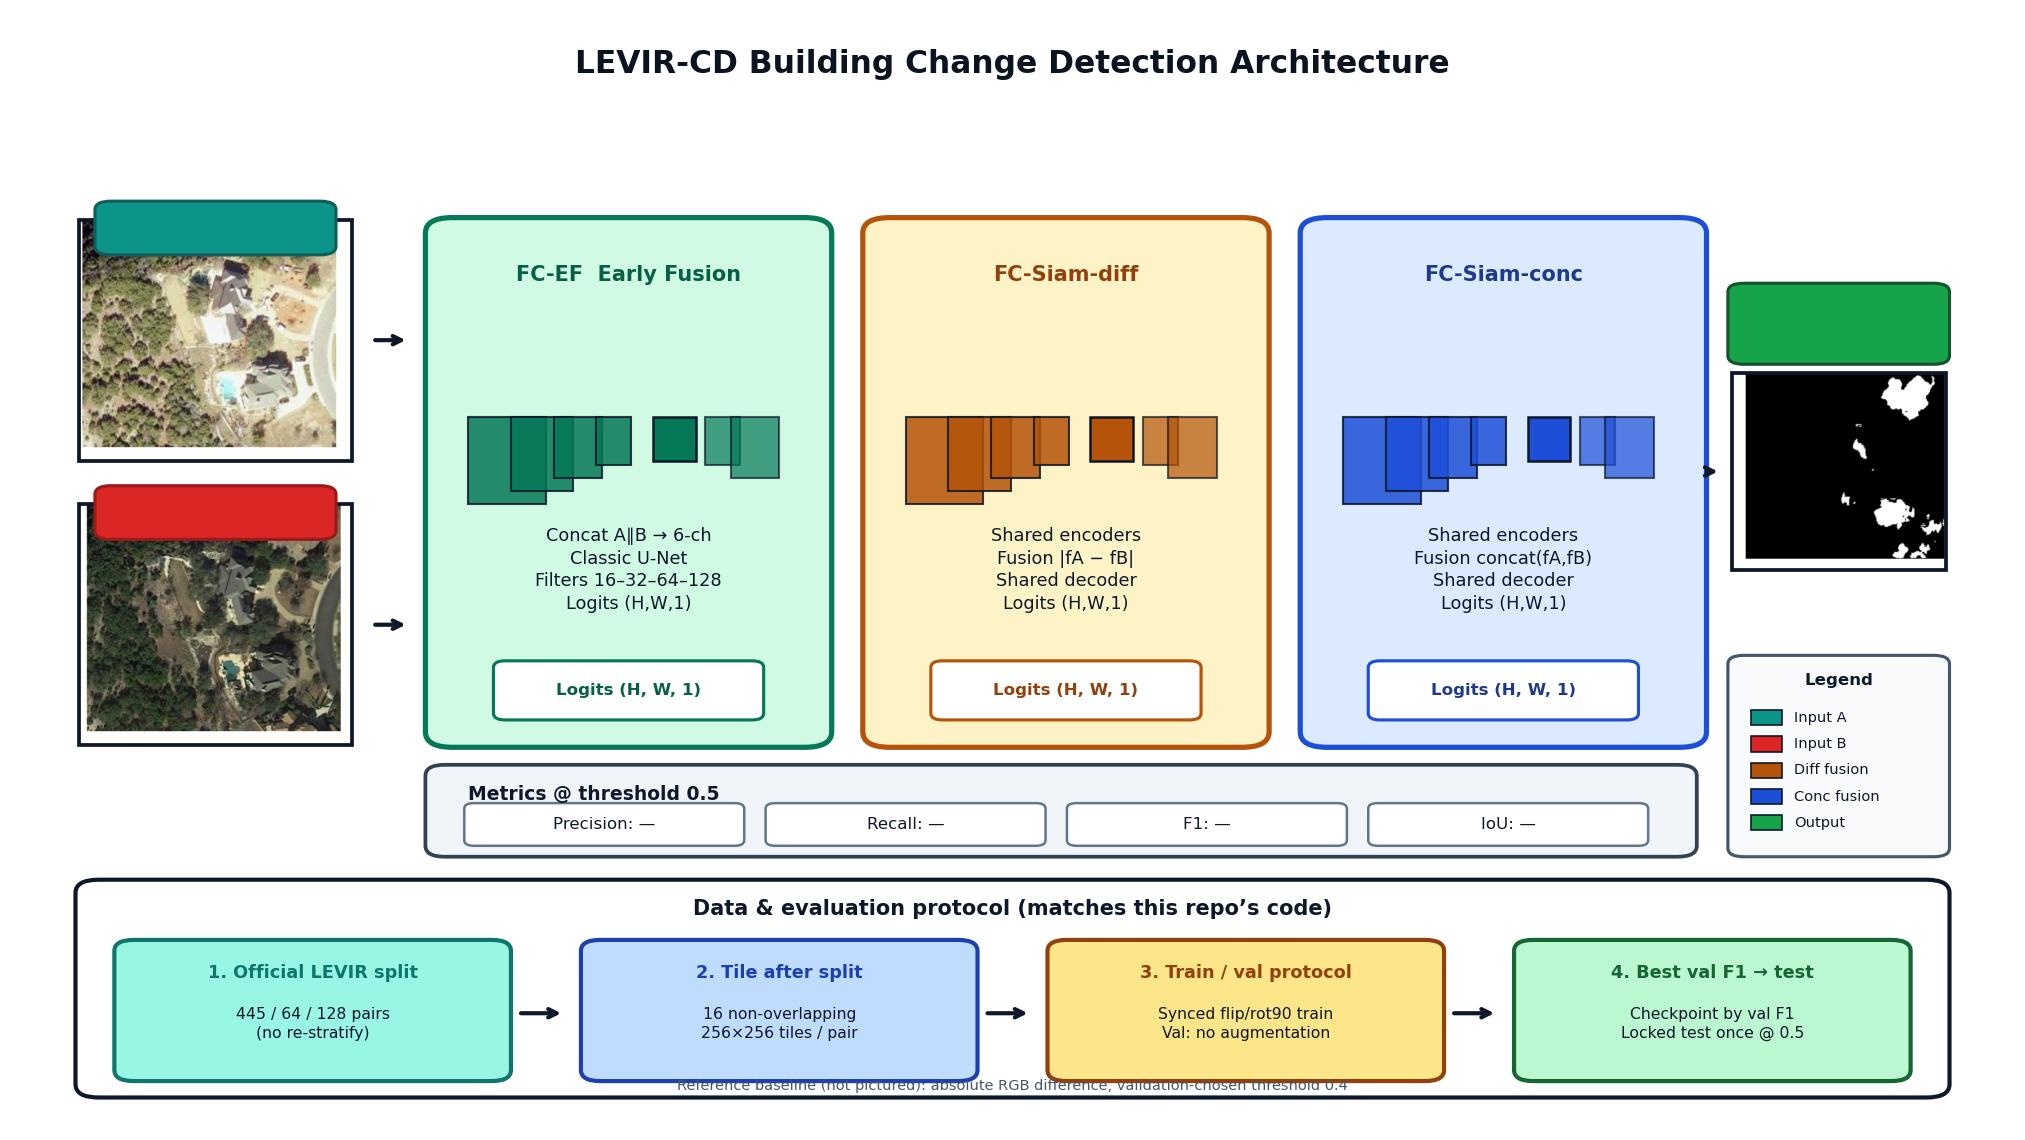 LEVIR-CD Building Change Detection Architecture
FC-EF  Early Fusion
Concat A∥B → 6-ch
Classic U-Net
Filters 16–32–64–128
Logits (H,W,1)
Logits (H, W, 1)
FC-Siam-diff
Shared encoders
Fusion |fA − fB|
Shared decoder
Logits (H,W,1)
Logits (H, W, 1)
FC-Siam-conc
Shared encoders
Fusion concat(fA,fB)
Shared decoder
Logits (H,W,1)
Logits (H, W, 1)
Legend
Input A
Input B
Diff fusion
Conc fusion
Output
Metrics @ threshold 0.5
Precision: —
Recall: —
F1: —
IoU: —
Data & evaluation protocol (matches this repo’s code)
1. Official LEVIR split
445 / 64 / 128 pairs
(no re-stratify)
2. Tile after split
16 non-overlapping
256×256 tiles / pair
3. Train / val protocol
Synced flip/rot90 train
Val: no augmentation
4. Best val F1 → test
Checkpoint by val F1
Locked test once @ 0.5
Reference baseline (not pictured): absolute RGB difference, validation-chosen threshold 0.4